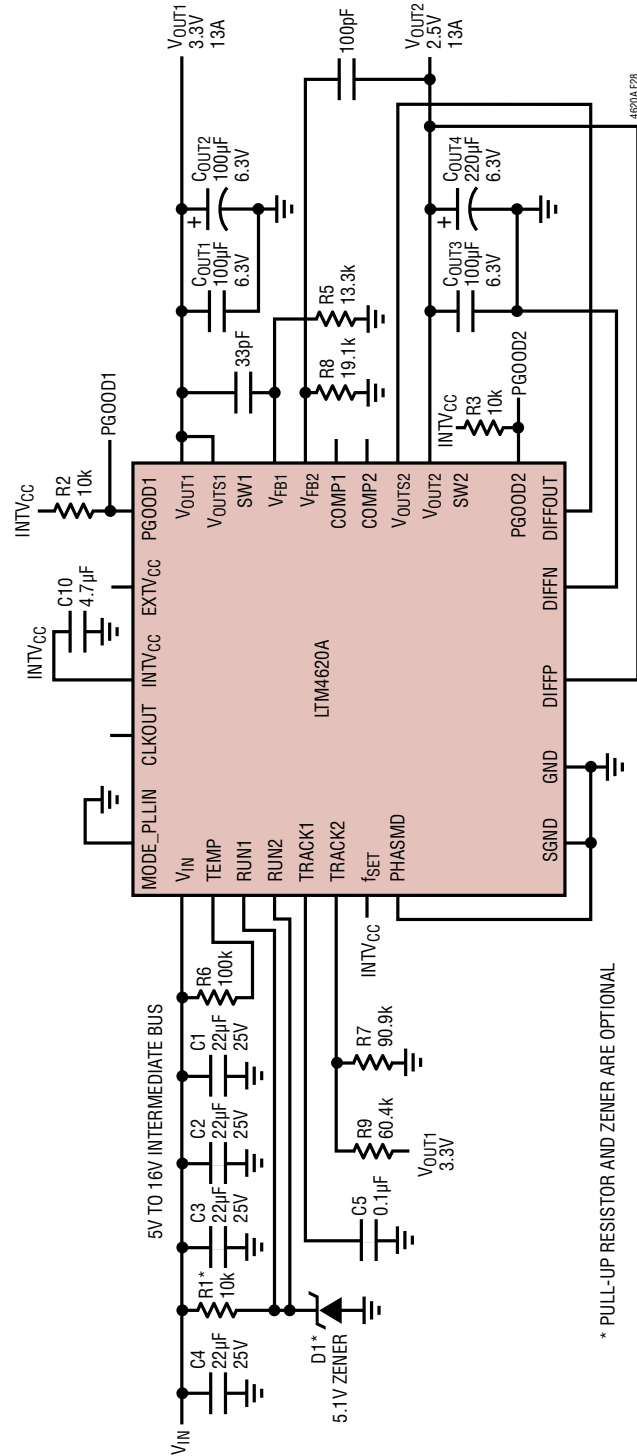 VIN
C4
22µF
25V
R1*
10k
D1*
5.1V ZENER
C3
22µF
25V
C2
22µF
25V
C1
22µF
25V
5V TO 16V INTERMEDIATE BUS
R6
100k
C5
0.1µF
R9
60.4k
VOUT1
3.3V
R7
90.9k
INTVCC
MODE_PLLIN
CLKOUT
INTVCC
EXTVCC
PGOOD1
VIN
TEMP
RUN1
RUN2
TRACK1
TRACK2
fSET
PHASMD
LTM4620A
VOUT1
VOUTS1
SW1
VFB1
VFB2
COMP1
COMP2
VOUTS2
VOUT2
SW2
PGOOD2
SGND
GND
DIFFP
DIFFN
DIFFOUT
INTVCC
C10
4.7µF
INTVCC
R2
10k
PGOOD1
33pF
COUT1
100µF
6.3V
COUT2
100µF
6.3V
+
VOUT1
3.3V
13A
R8
19.1k
R5
13.3k
100pF
INTVCC
R3
10k
PGOOD2
COUT3
100µF
6.3V
COUT4
220µF
6.3V
+
VOUT2
2.5V
13A
4620A F28
* PULL-UP RESISTOR AND ZENER ARE OPTIONAL